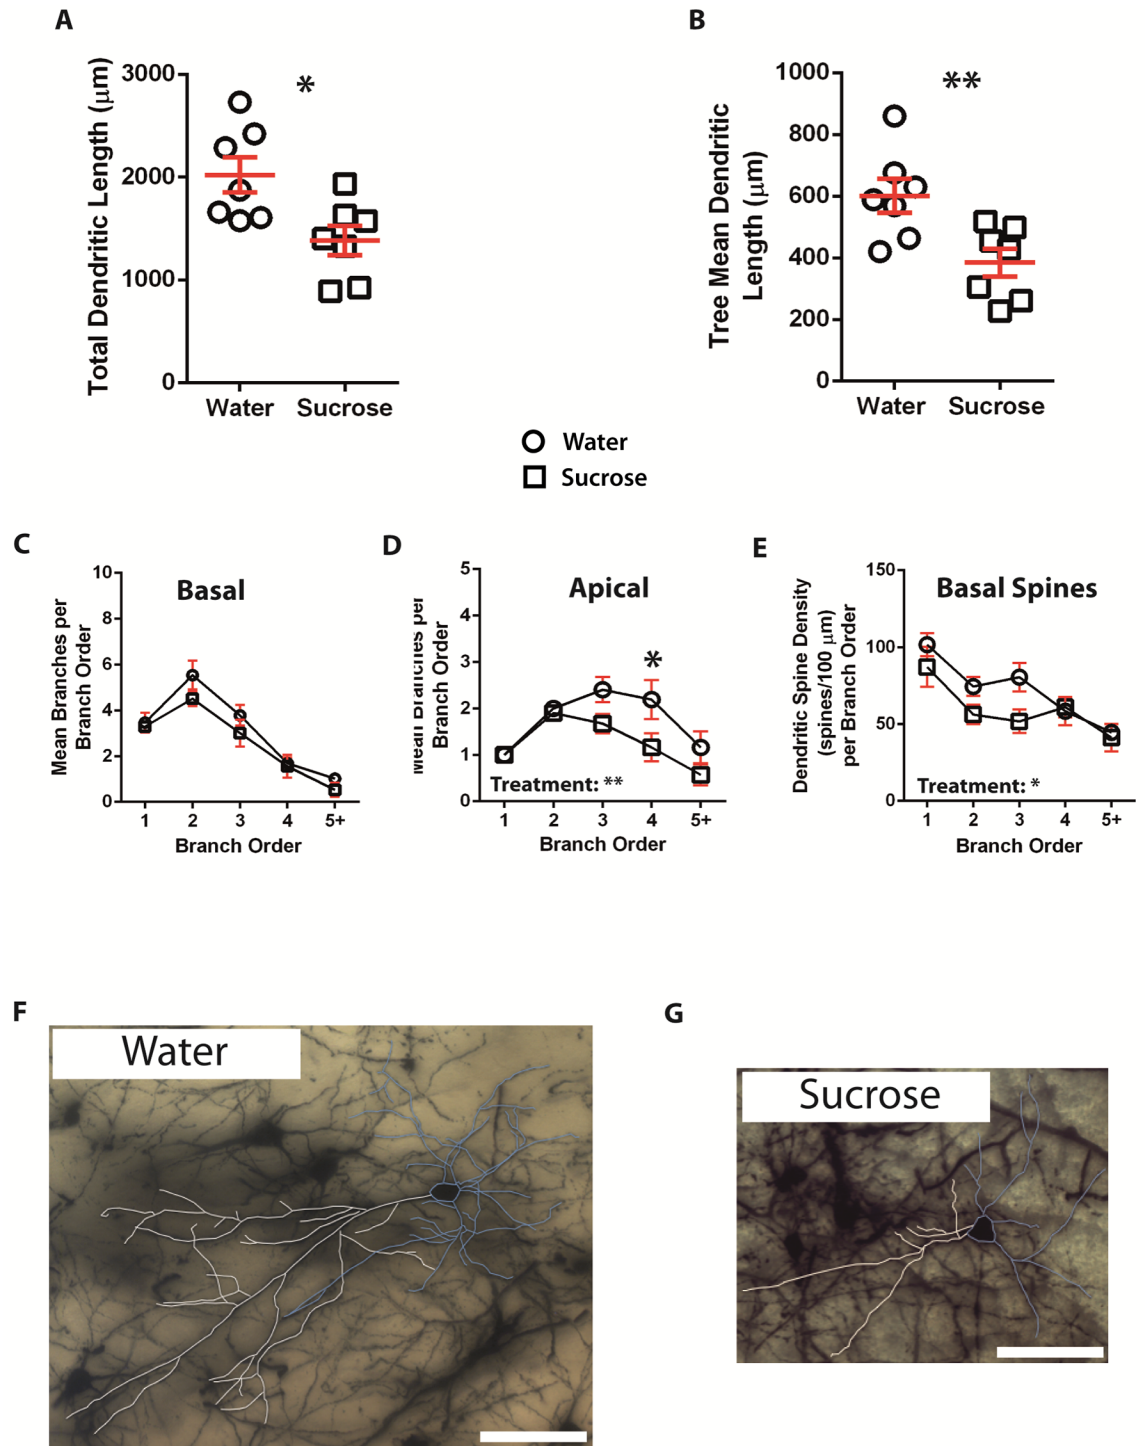 A
B
Total Dendritic Length (μm)
3000
2000
1000
0
*
Water
Sucrose
Tree Mean Dendritic
Length (μm)
1000
800
600
400
200
0
**
Water
Sucrose
Water
Sucrose
C
D
E
Mean Branches per
Branch Order
10
8
6
4
2
0
Basal
1
2
3
4
5+
Branch Order
Mean Branches per
Branch Order
5
4
3
2
1
0
Apical
*
Treatment: **
1
2
3
4
5+
Branch Order
Dendritic Spine Density
(spines/100 μm)
per Branch Order
150
100
50
0
Basal Spines
Treatment: *
1
2
3
4
5+
Branch Order
F
G
Water
Sucrose